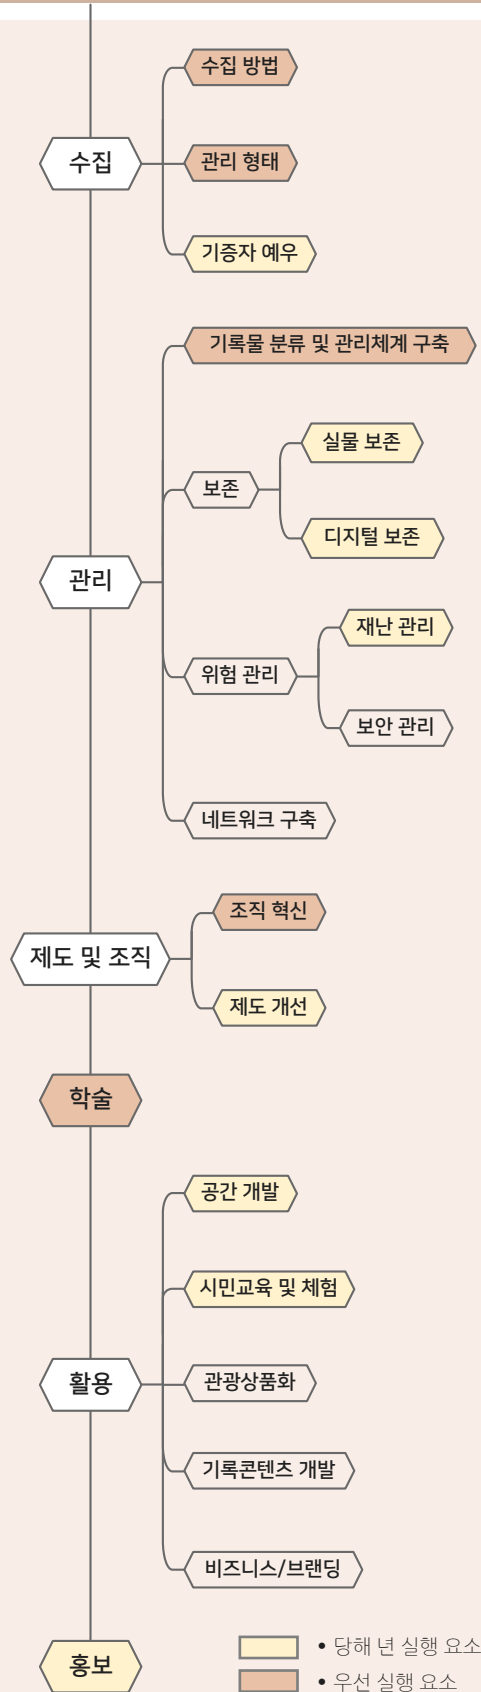 수집
수집 방법
관리 형태
기증자 예우
관리
기록물 분류 및 관리체계 구축
보존
실물 보존
디지털 보존
위험 관리
재난 관리
보안 관리
네트워크 구축
제도 및 조직
조직 혁신
제도 개선
학술
활용
공간 개발
시민교육 및 체험
관광상품화
기록콘텐츠 개발
비즈니스/브랜딩
홍보
• 당해 년 실행 요소
• 우선 실행 요소